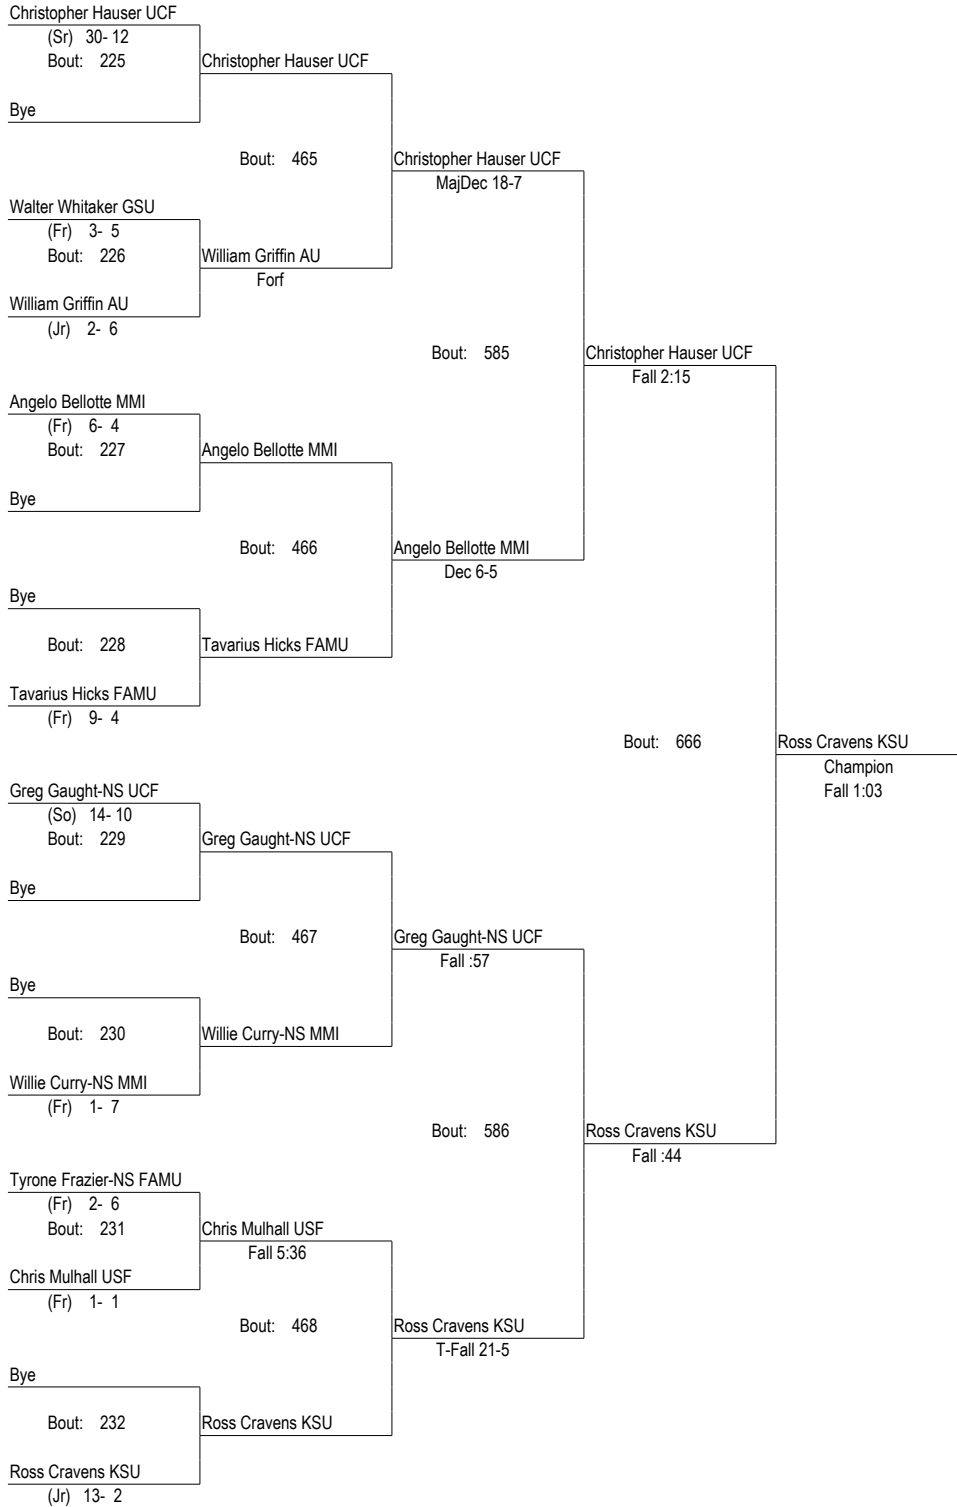 Christopher Hauser UCF
(Sr) 30- 12
Bout: 225
Christopher Hauser UCF
Bye
Bout: 465
Christopher Hauser UCF
MajDec 18-7
Walter Whitaker GSU
(Fr) 3- 5
Bout: 226
William Griffin AU
Forf
William Griffin AU
(Jr) 2- 6
Bout: 585
Christopher Hauser UCF
Fall 2:15
Angelo Bellotte MMI
(Fr) 6- 4
Bout: 227
Angelo Bellotte MMI
Bye
Bout: 466
Angelo Bellotte MMI
Dec 6-5
Bye
Bout: 228
Tavarius Hicks FAMU
Tavarius Hicks FAMU
(Fr) 9- 4
Bout: 666
Ross Cravens KSU
Champion
Fall 1:03
Greg Gaught-NS UCF
(So) 14- 10
Bout: 229
Greg Gaught-NS UCF
Bye
Bout: 467
Greg Gaught-NS UCF
Fall :57
Bye
Bout: 230
Willie Curry-NS MMI
Willie Curry-NS MMI
(Fr) 1- 7
Bout: 586
Ross Cravens KSU
Fall :44
Tyrone Frazier-NS FAMU
(Fr) 2- 6
Bout: 231
Chris Mulhall USF
Fall 5:36
Chris Mulhall USF
(Fr) 1- 1
Bout: 468
Ross Cravens KSU
T-Fall 21-5
Bye
Bout: 232
Ross Cravens KSU
Ross Cravens KSU
(Jr) 13- 2